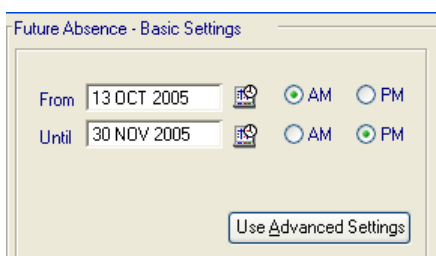 Future Absence - Basic Settings
From 13 OCT 2005 AM PM
Until 30 NOV 2005 AM PM
Use Advanced Settings